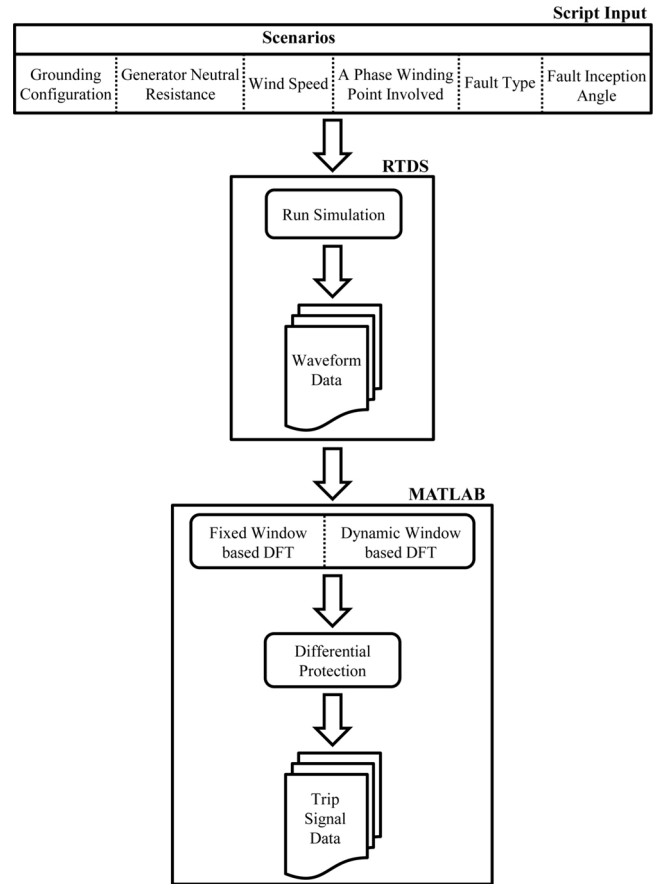 Script Input
Scenarios
Grounding
Configuration
Generator Neutral
Resistance
Wind Speed
A Phase Winding
Point Involved
Fault Type
Fault Inception
Angle
RTDS
Run Simulation
Waveform
Data
MATLAB
Fixed Window
based DFT
Dynamic Window
based DFT
Differential
Protection
Trip
Signal
Data